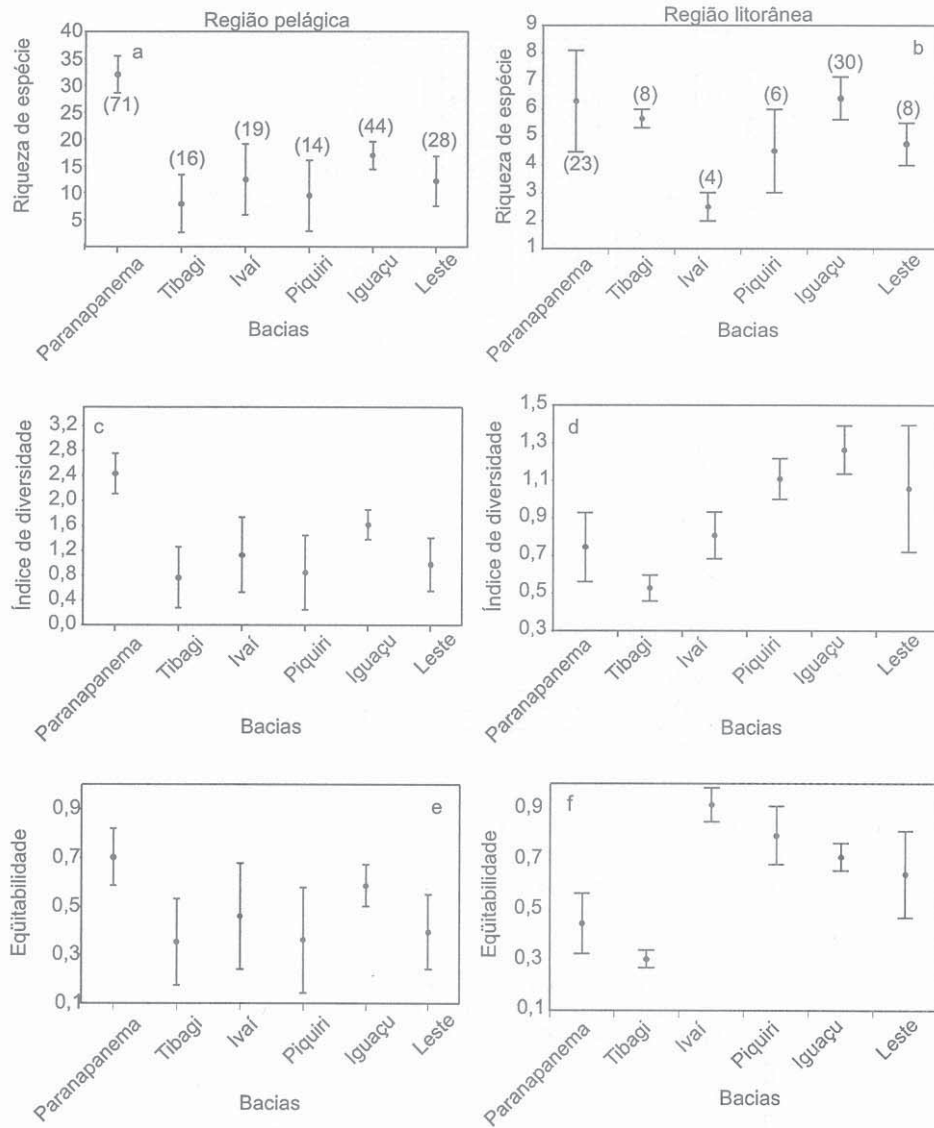 Região pelágica
Riqueza de espécie
40
35
30
25
20
15
10
5
a
(71)
(16)
(19)
(14)
(44)
(28)
Paranapanema
Tibagi
Ivaí
Piquiri
Iguaçu
Leste
Bacias
Região litorânea
Riqueza de espécie
9
8
7
6
5
4
3
2
1
b
(23)
(8)
(4)
(6)
(30)
(8)
Paranapanema
Tibagi
Ivaí
Piquiri
Iguaçu
Leste
Bacias
Índice de diversidade
3,2
2,8
2,4
2,0
1,6
1,2
0,8
0,4
0,0
c
Paranapanema
Tibagi
Ivaí
Piquiri
Iguaçu
Leste
Bacias
Índice de diversidade
1,5
1,3
1,1
0,9
0,7
0,5
0,3
d
Paranapanema
Tibagi
Ivaí
Piquiri
Iguaçu
Leste
Bacias
Eqüitabilidade
0,9
0,7
0,5
0,3
0,1
e
Paranapanema
Tibagi
Ivaí
Piquiri
Iguaçu
Leste
Bacias
Eqüitabilidade
0,9
0,7
0,5
0,3
0,1
f
Paranapanema
Tibagi
Ivaí
Piquiri
Iguaçu
Leste
Bacias